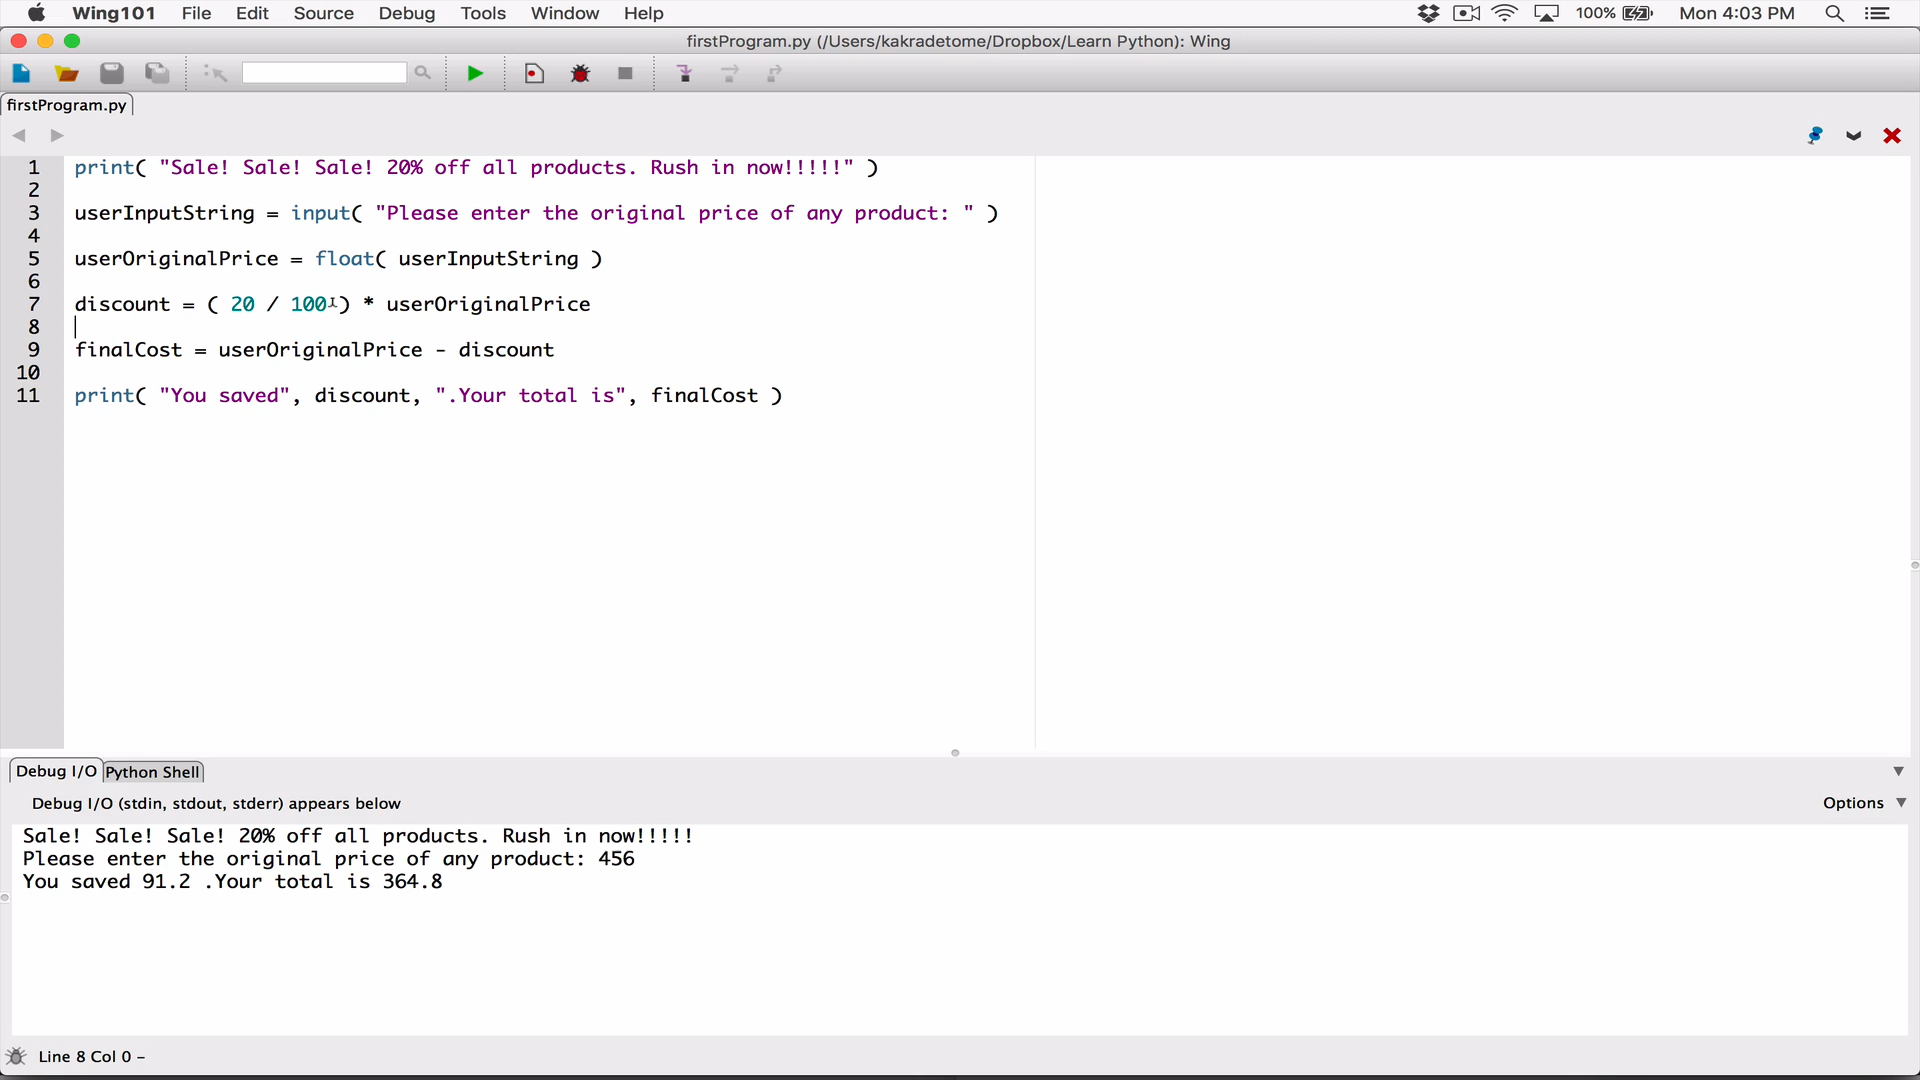 Wing101 File Edit Source Debug Tools Window Help 100% Mon 4:03 PM
firstProgram.py (/Users/kakradetome/Dropbox/Learn Python): Wing
firstProgram.py
1 print( "Sale! Sale! Sale! 20% off all products. Rush in now!!!!!" )
2
3 userInputString = input( "Please enter the original price of any product: " )
4
5 userOriginalPrice = float( userInputString )
6
7 discount = ( 20 / 100 ) * userOriginalPrice
8
9 finalCost = userOriginalPrice - discount
10
11 print( "You saved", discount, ".Your total is", finalCost )
Debug I/O Python Shell
Debug I/O (stdin, stdout, stderr) appears below Options
Sale! Sale! Sale! 20% off all products. Rush in now!!!!!
Please enter the original price of any product: 456
You saved 91.2 .Your total is 364.8
Line 8 Col 0 –